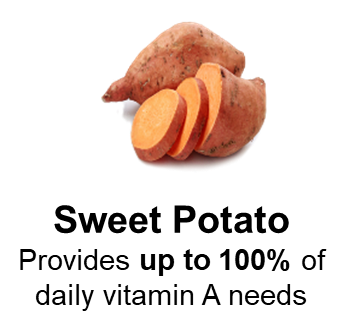 Sweet Potato
Provides up to 100% of
daily vitamin A needs